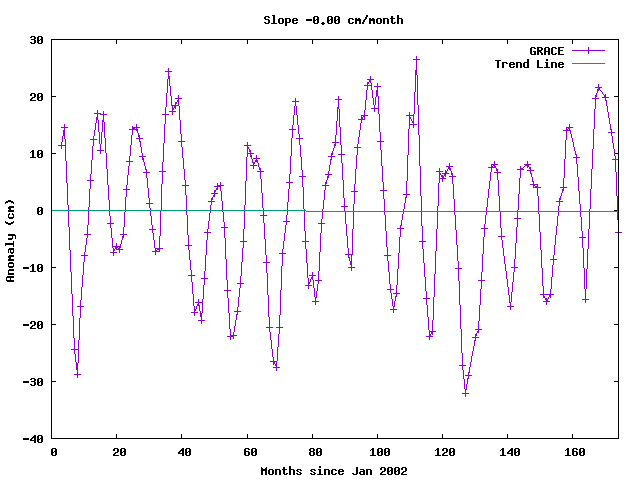 Slope -0.00 cm/month
GRACE
Trend Line
30
20
10
0
-10
-20
-30
-40
Anomaly (cm)
0 20 40 60 80 100 120 140 160
Months since Jan 2002